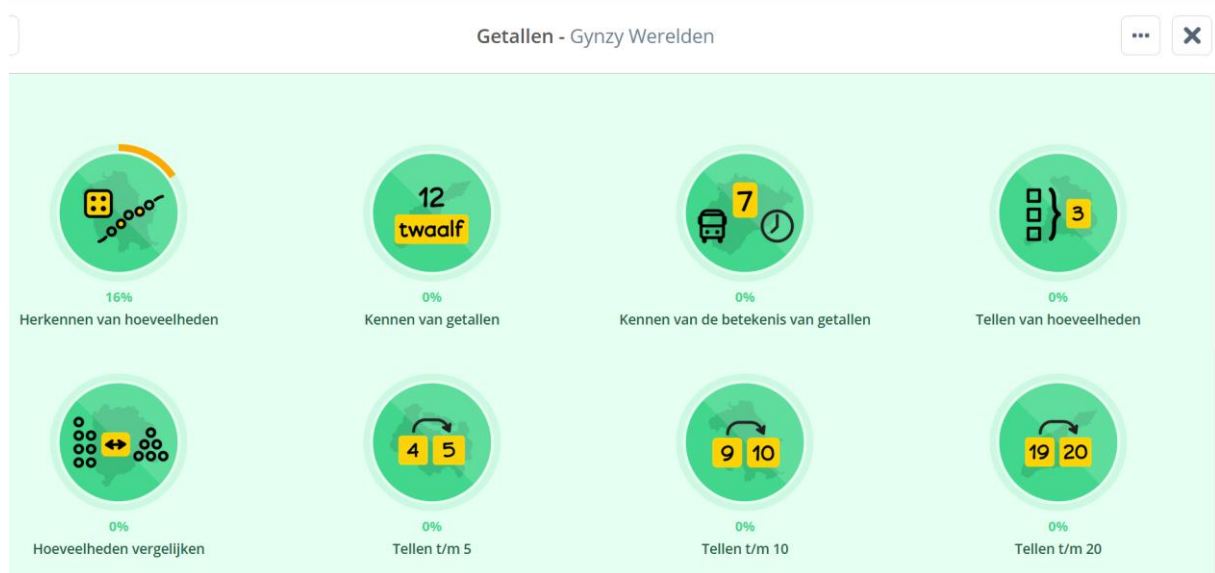 Getallen - Gynzy Werelden
12
twaalf
7
3
16%
0%
0%
0%
Herkennen van hoeveelheden
Kennen van getallen
Kennen van de betekenis van getallen
Tellen van hoeveelheden
4 5
9 10
19 20
0%
0%
0%
0%
Hoeveelheden vergelijken
Tellen t/m 5
Tellen t/m 10
Tellen t/m 20